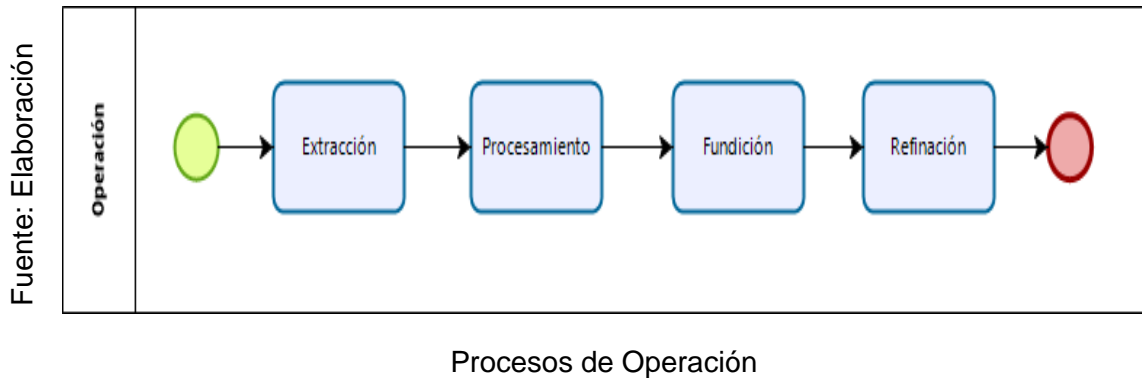 Fuente: Elaboración
Operación
Extracción
Procesamiento
Fundición
Refinación
Procesos de Operación